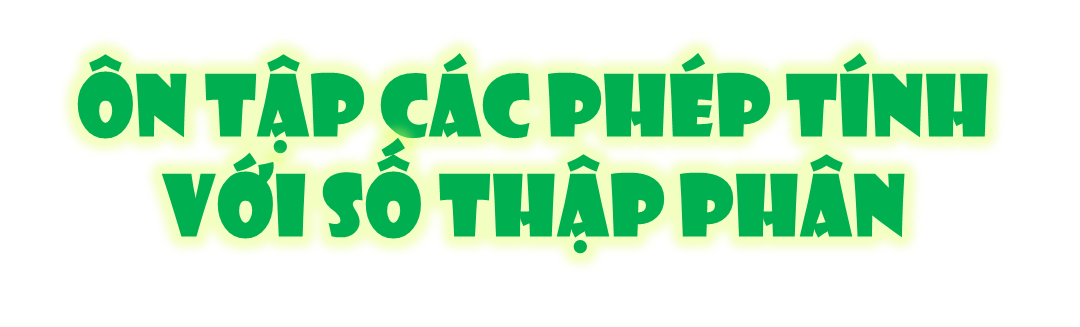 ÔN TẬP CÁC PHÉP TÍNH
VỚI SỐ THẬP PHÂN